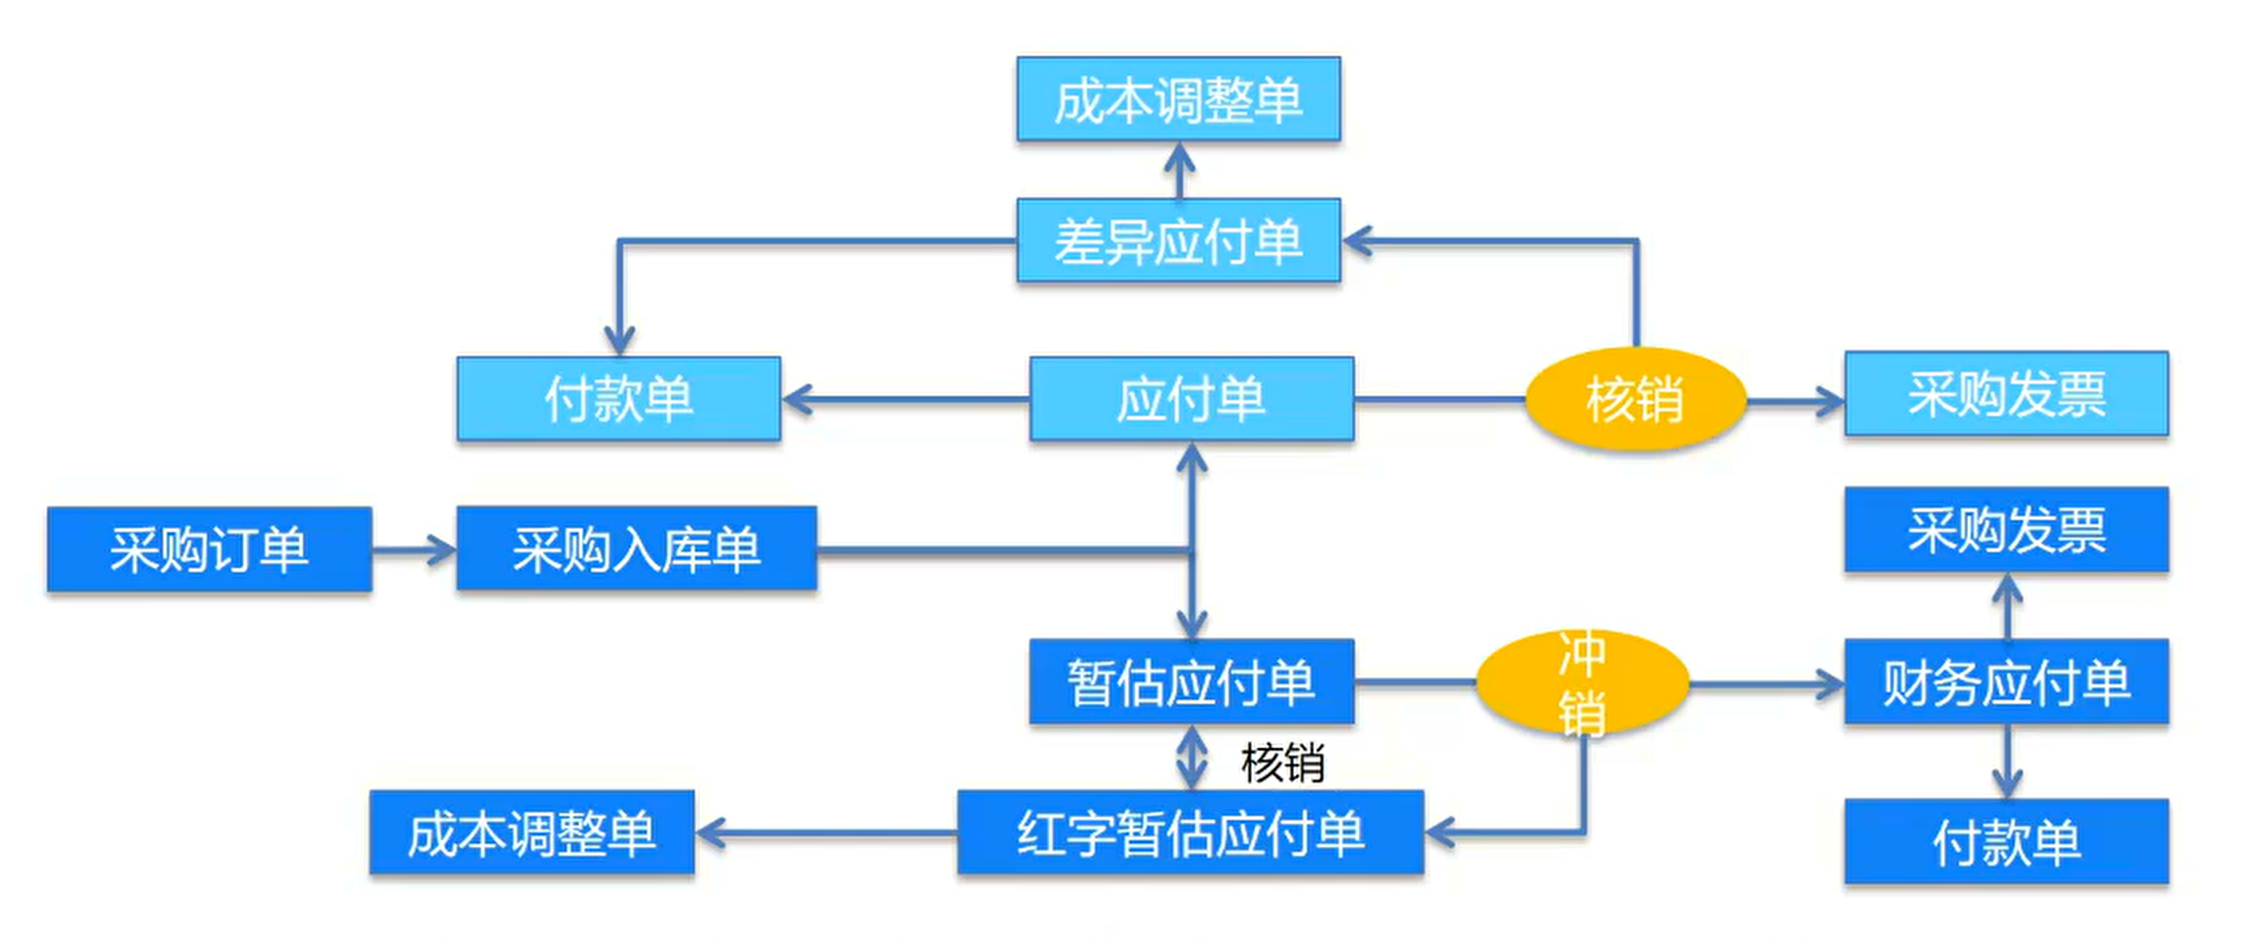 成本调整单
差异应付单
付款单
应付单
核销
采购发票
采购订单
采购入库单
采购发票
暂估应付单
冲
销
财务应付单
核销
成本调整单
红字暂估应付单
付款单